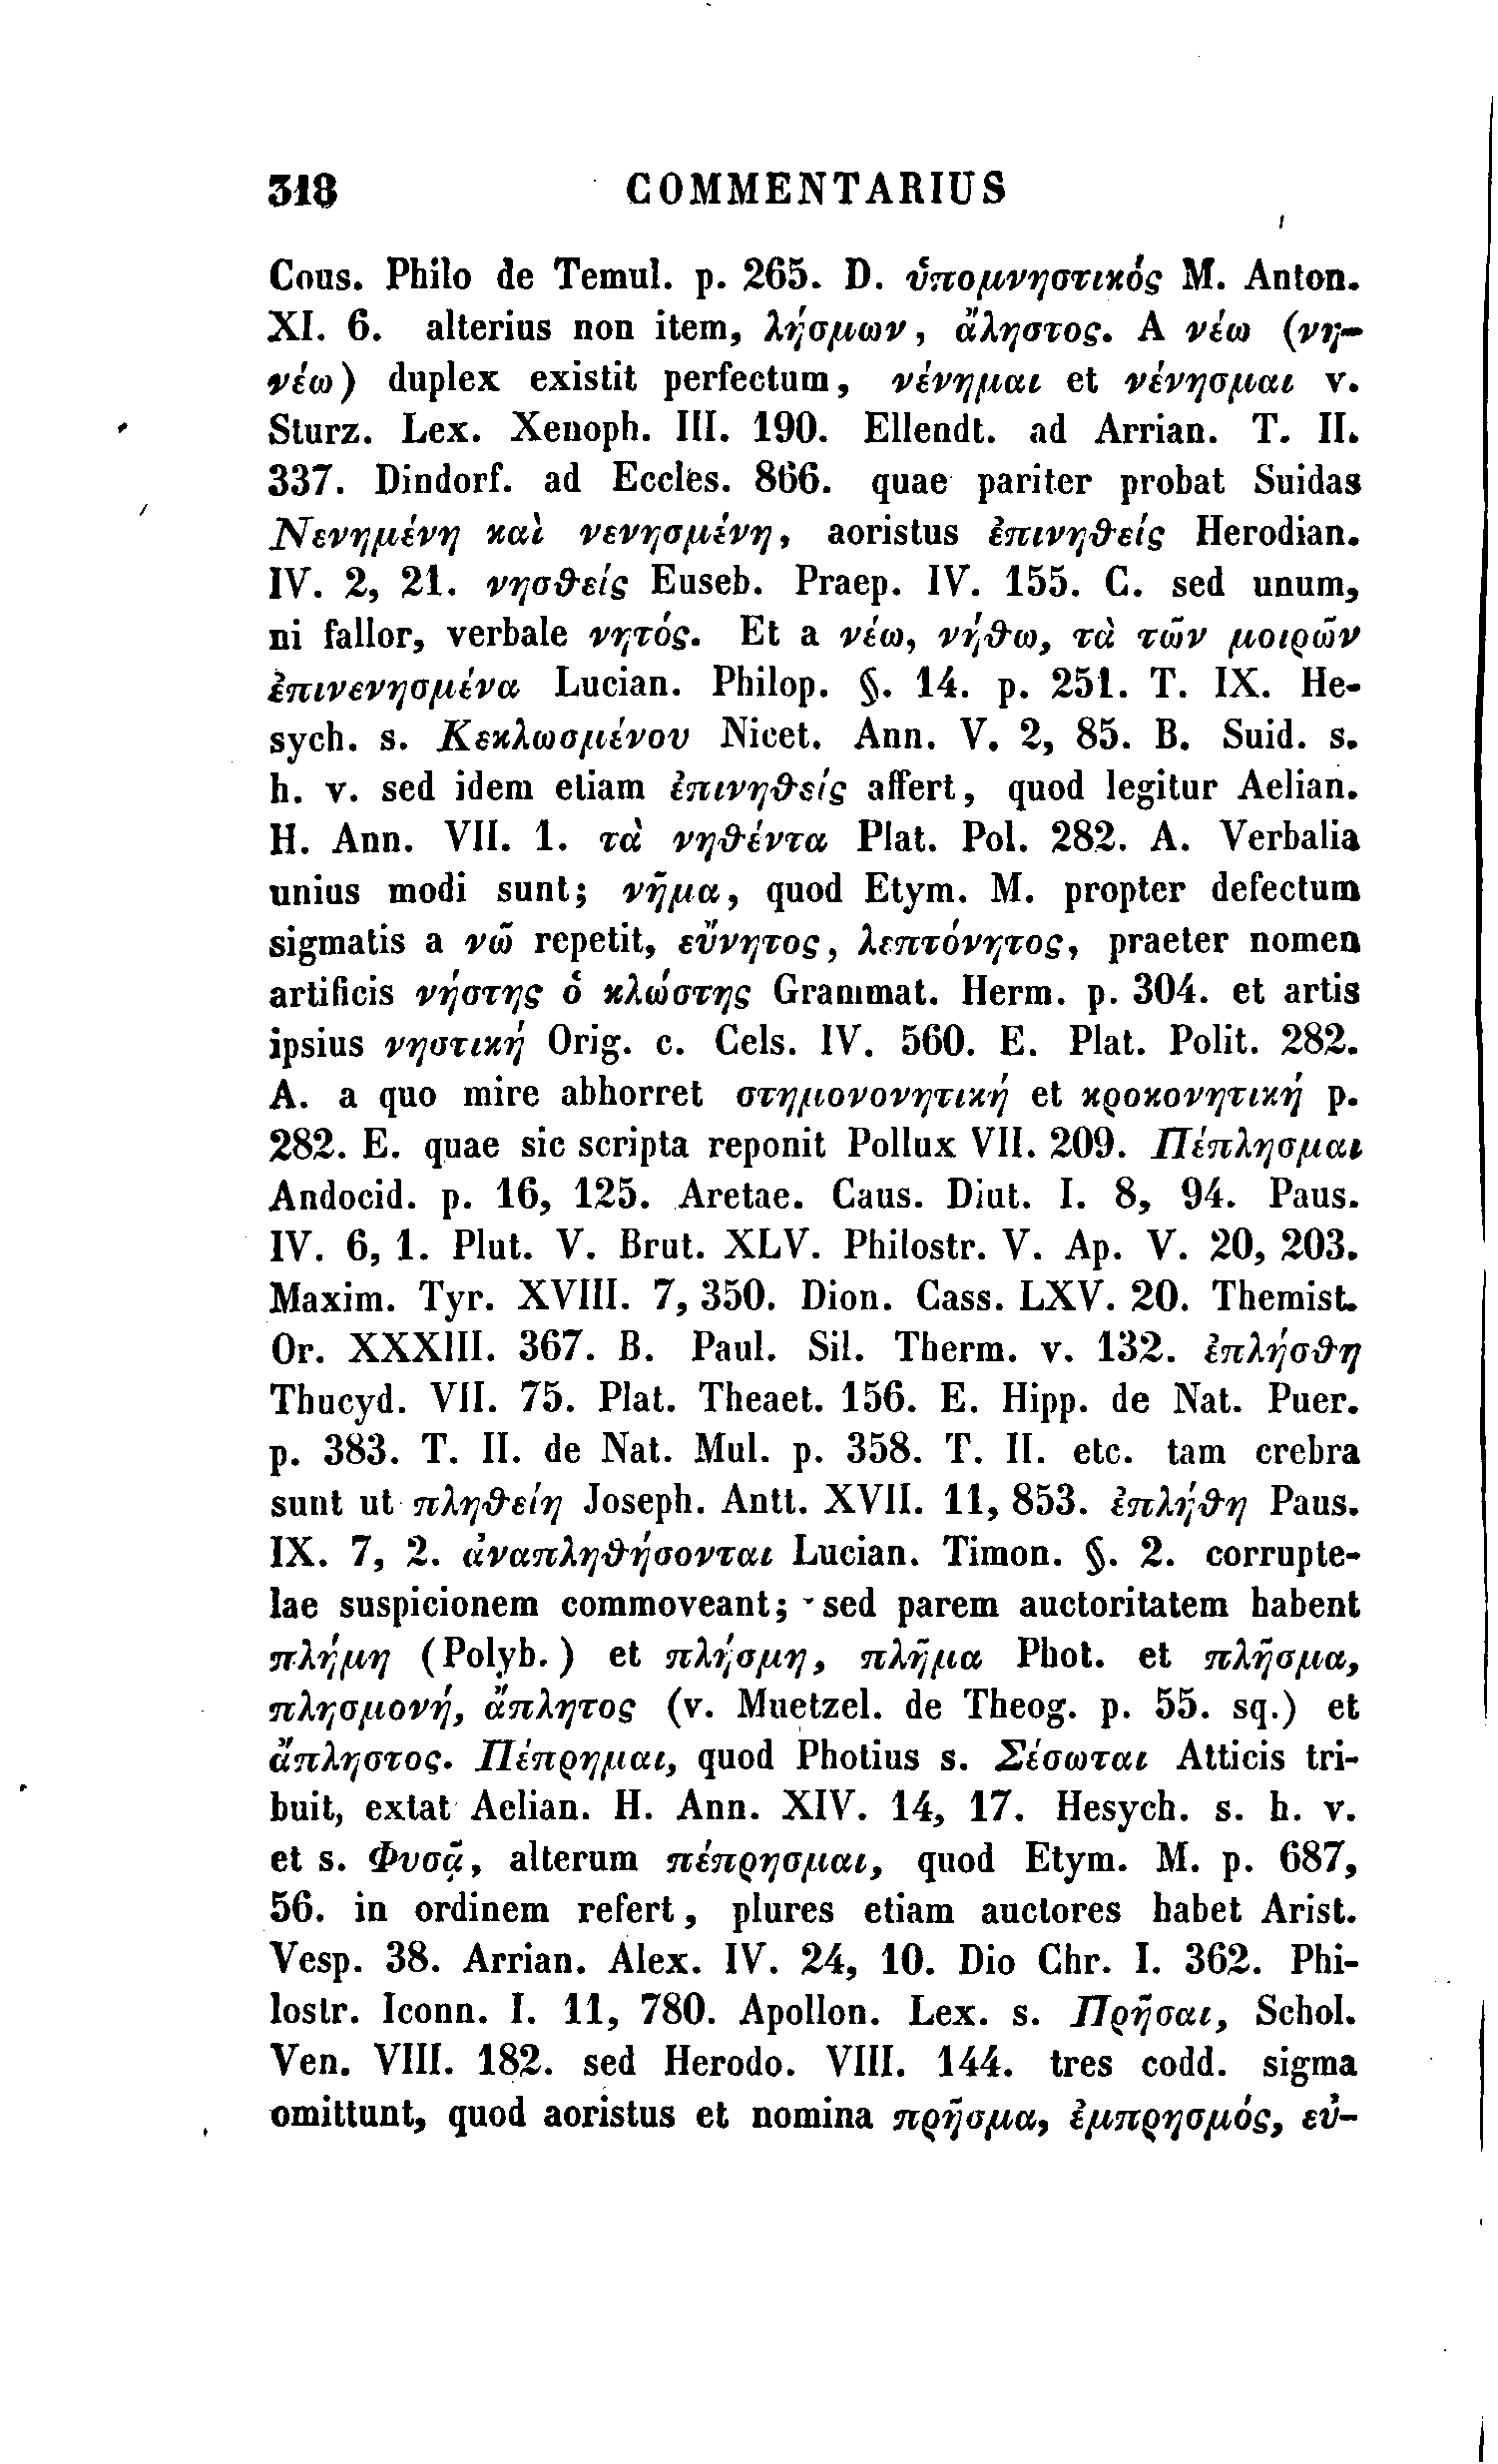 318 COMMENTARIUS
Cons. Philo de Temul. p. 265. D. ὑπομνηστικός M. Anton.
XI. 6. alterius non item, λήσμων, ἄληστος. A νέω (νη-
νέω) duplex existit perfectum, νένημαι et νένησμαι v.
Sturz. Lex. Xenoph. III. 190. Ellendt. ad Arrian. T. II.
337. Dindorf. ad Eccles. 866. quae pariter probat Suidas
Νενημένη καὶ νενησμένη, aoristus ἐπινηθείς Herodian.
IV. 2, 21. νησθείς Euseb. Praep. IV. 155. C. sed unum,
ni fallor, verbale νητός. Et a νέω, νήθω, τὰ τῶν μοιρῶν
ἐπινενησμένα Lucian. Philop. §. 14. p. 251. T. IX. He-
sych. s. Κεκλωσμένου Nicet. Ann. V. 2, 85. B. Suid. s.
h. v. sed idem etiam ἐπινηθείς affert, quod legitur Aelian.
H. Ann. VII. 1. τὰ νηθέντα Plat. Pol. 282. A. Verbalia
unius modi sunt; νῆμα, quod Etym. M. propter defectum
sigmatis a νῶ repetit, εὔνητος, λεπτόνητος, praeter nomen
artificis νήστης ὁ κλώστης Grammat. Herm. p. 304. et artis
ipsius νηστική Orig. c. Cels. IV. 560. E. Plat. Polit. 282.
A. a quo mire abhorret στημονονητική et κροκονητική p.
282. E. quae sic scripta reponit Pollux VII. 209. Πέπλησμαι
Andocid. p. 16, 125. Aretae. Caus. Diut. I. 8, 94. Paus.
IV. 6, 1. Plut. V. Brut. XLV. Philostr. V. Ap. V. 20, 203.
Maxim. Tyr. XVIII. 7, 350. Dion. Cass. LXV. 20. Themist.
Or. XXXIII. 367. B. Paul. Sil. Therm. v. 132. ἐπλήσθη
Thucyd. VII. 75. Plat. Theaet. 156. E. Hipp. de Nat. Puer.
p. 383. T. II. de Nat. Mul. p. 358. T. II. etc. tam crebra
sunt ut πληθείη Joseph. Antt. XVII. 11, 853. ἐπλήθη Paus.
IX. 7, 2. ἀναπληθήσονται Lucian. Timon. §. 2. corrupte-
lae suspicionem commoveant; sed parem auctoritatem habent
πλήμη (Polyb.) et πλήσμη, πλῆμα Phot. et πλῆσμα,
πλησμονή, ἄπλητος (v. Muetzel. de Theog. p. 55. sq.) et
ἄπληστος. Πέπρημαι, quod Photius s. Σέσωται Atticis tri-
buit, extat Aelian. H. Ann. XIV. 14, 17. Hesych. s. h. v.
et s. Φυσᾷ, alterum πέπρησμαι, quod Etym. M. p. 687,
56. in ordinem refert, plures etiam auctores habet Arist.
Vesp. 38. Arrian. Alex. IV. 24, 10. Dio Chr. I. 362. Phi-
lostr. Iconn. I. 11, 780. Apollon. Lex. s. Πρῆσαι, Schol.
Ven. VIII. 182. sed Herodo. VIII. 144. tres codd. sigma
omittunt, quod aoristus et nomina πρῆσμα, ἐμπρησμός, εὐ-